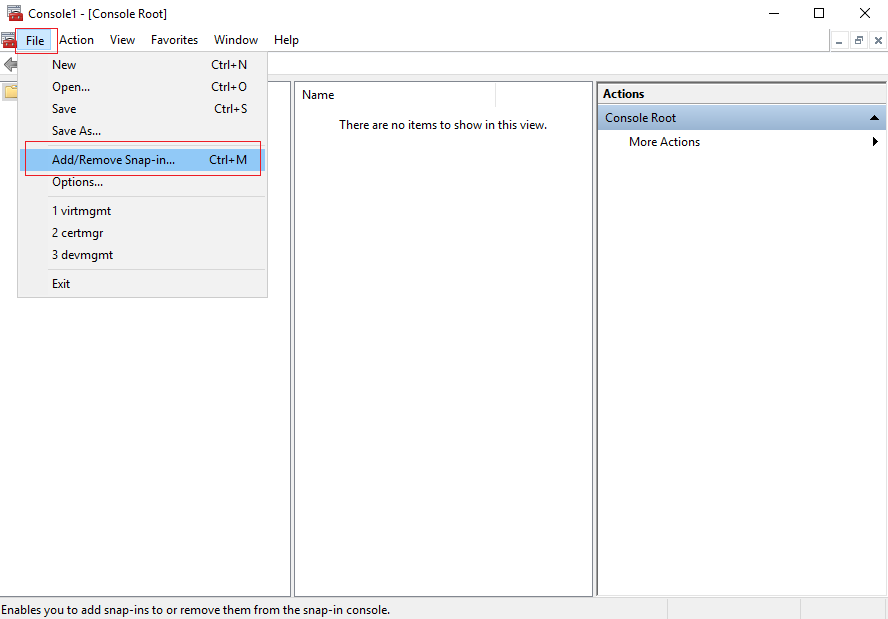 Console1 - [Console Root]
File Action View Favorites Window Help
New Ctrl+N
Open... Ctrl+O
Save Ctrl+S
Save As...
Add/Remove Snap-in... Ctrl+M
Options...
1 virtmgmt
2 certmgr
3 devmgmt
Exit
Name
There are no items to show in this view.
Actions
Console Root
More Actions
Enables you to add snap-ins to or remove them from the snap-in console.